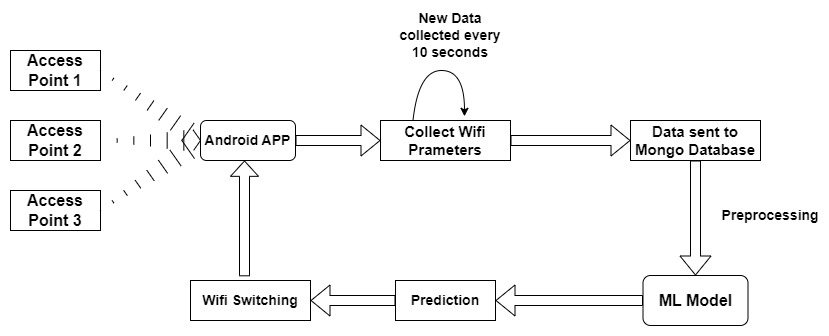 New Data
collected every
10 seconds
Access
Point 1
Access
Point 2
Android APP
Collect Wifi
Prameters
Data sent to
Mongo Database
Access
Point 3
Preprocessing
Wifi Switching
Prediction
ML Model